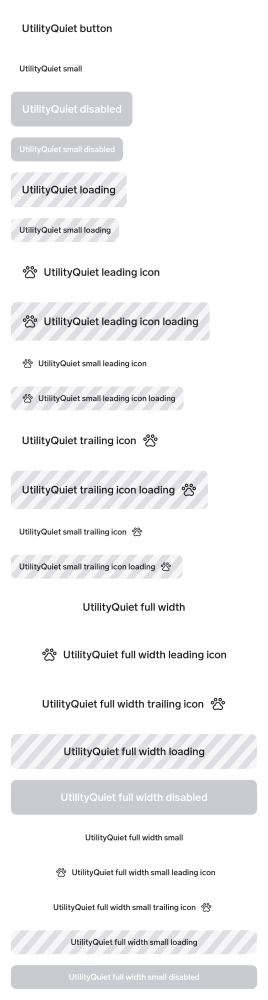 UtilityQuiet button
UtilityQuiet small
UtilityQuiet disabled
UtilityQuiet small disabled
UtilityQuiet loading
UtilityQuiet small loading
UtilityQuiet leading icon
UtilityQuiet leading icon loading
UtilityQuiet small leading icon
UtilityQuiet small leading icon loading
UtilityQuiet trailing icon
UtilityQuiet trailing icon loading
UtilityQuiet small trailing icon
UtilityQuiet small trailing icon loading
UtilityQuiet full width
UtilityQuiet full width leading icon
UtilityQuiet full width trailing icon
UtilityQuiet full width loading
UtilityQuiet full width disabled
UtilityQuiet full width small
UtilityQuiet full width small leading icon
UtilityQuiet full width small trailing icon
UtilityQuiet full width small loading
UtilityQuiet full width small disabled